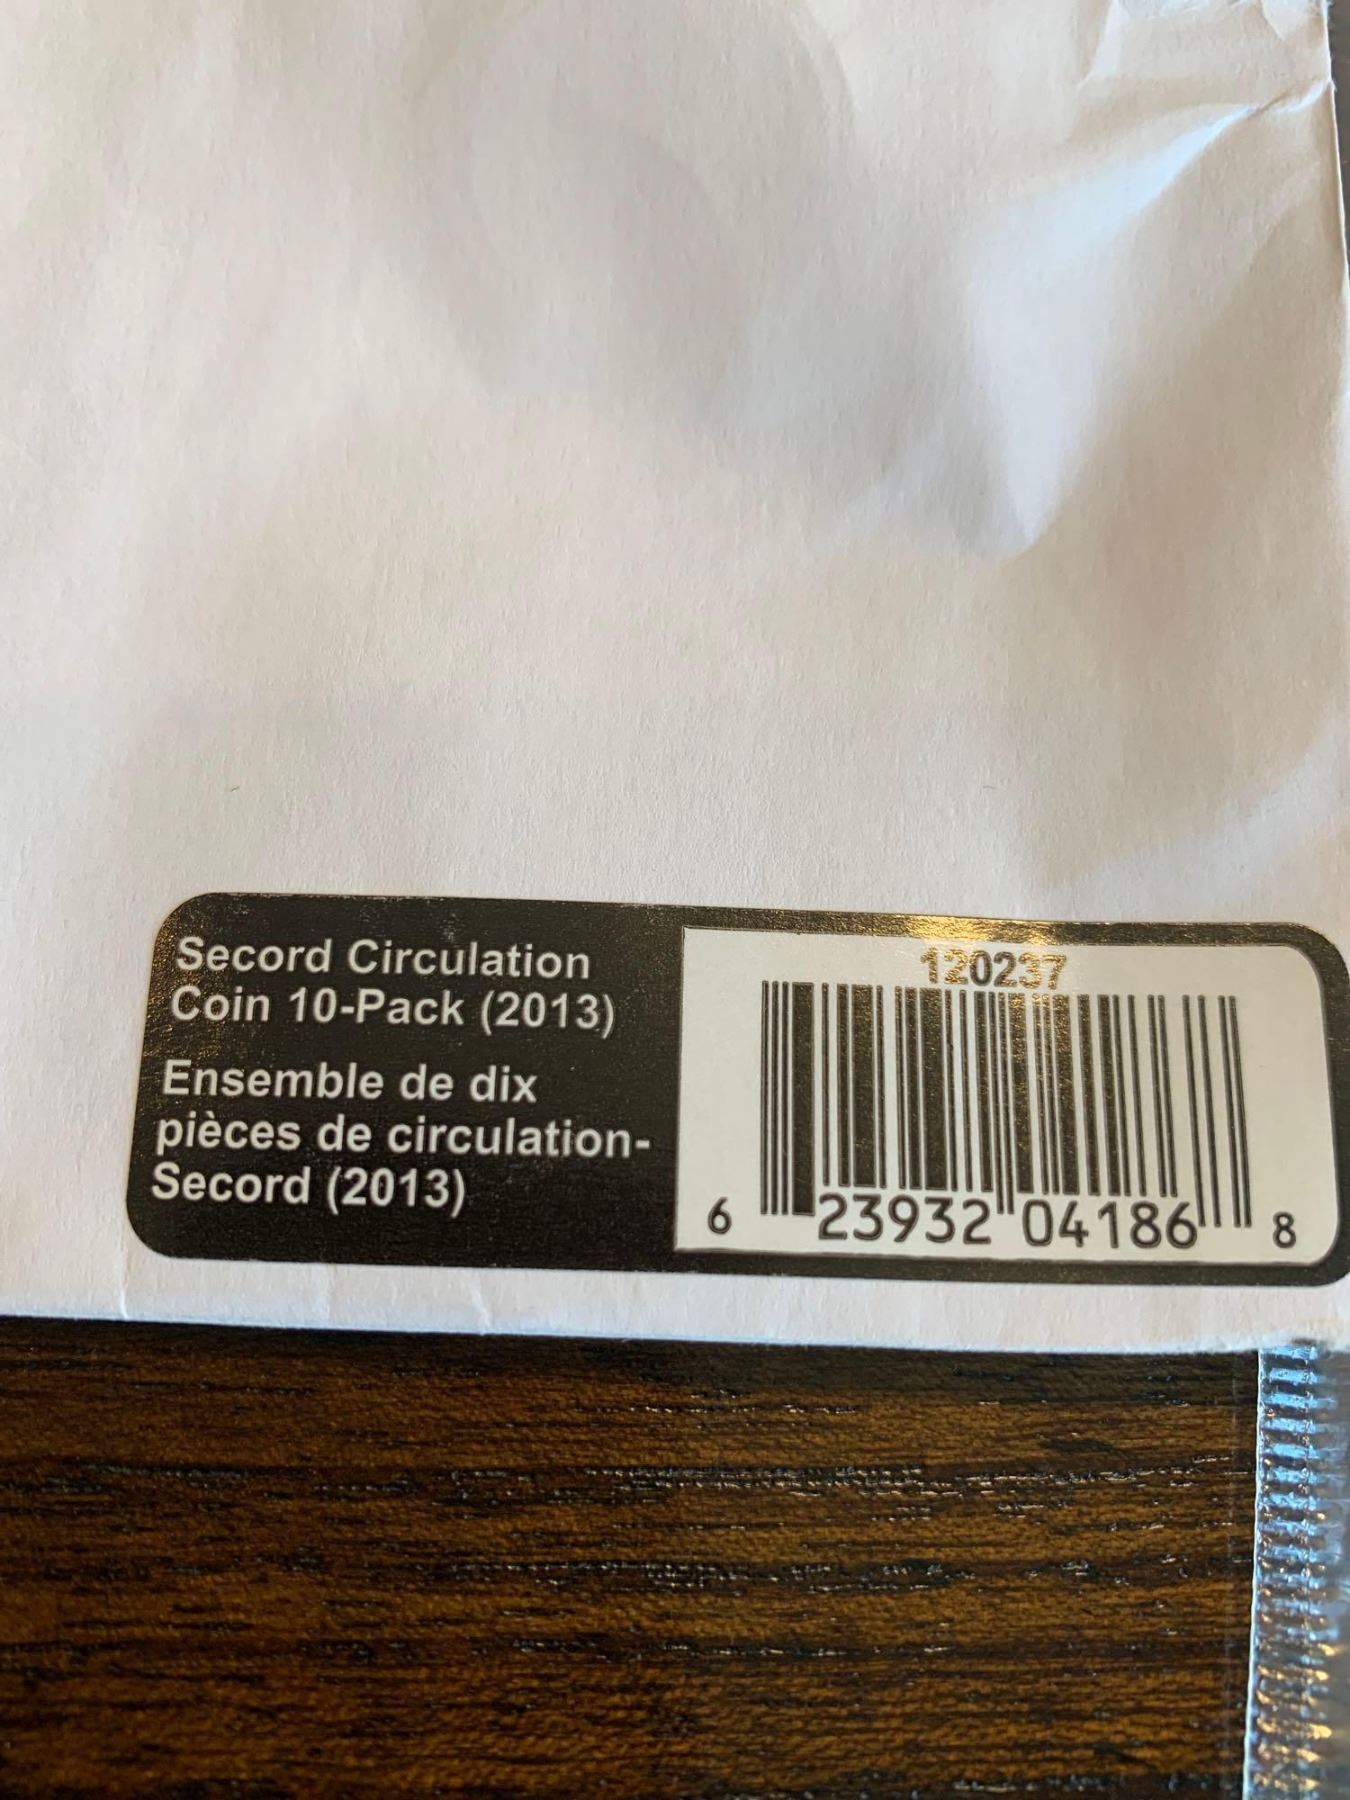 Secord Circulation
Coin 10-Pack (2013)
Ensemble de dix
pièces de circulation-
Secord (2013)
120237
6 23932 04186 8